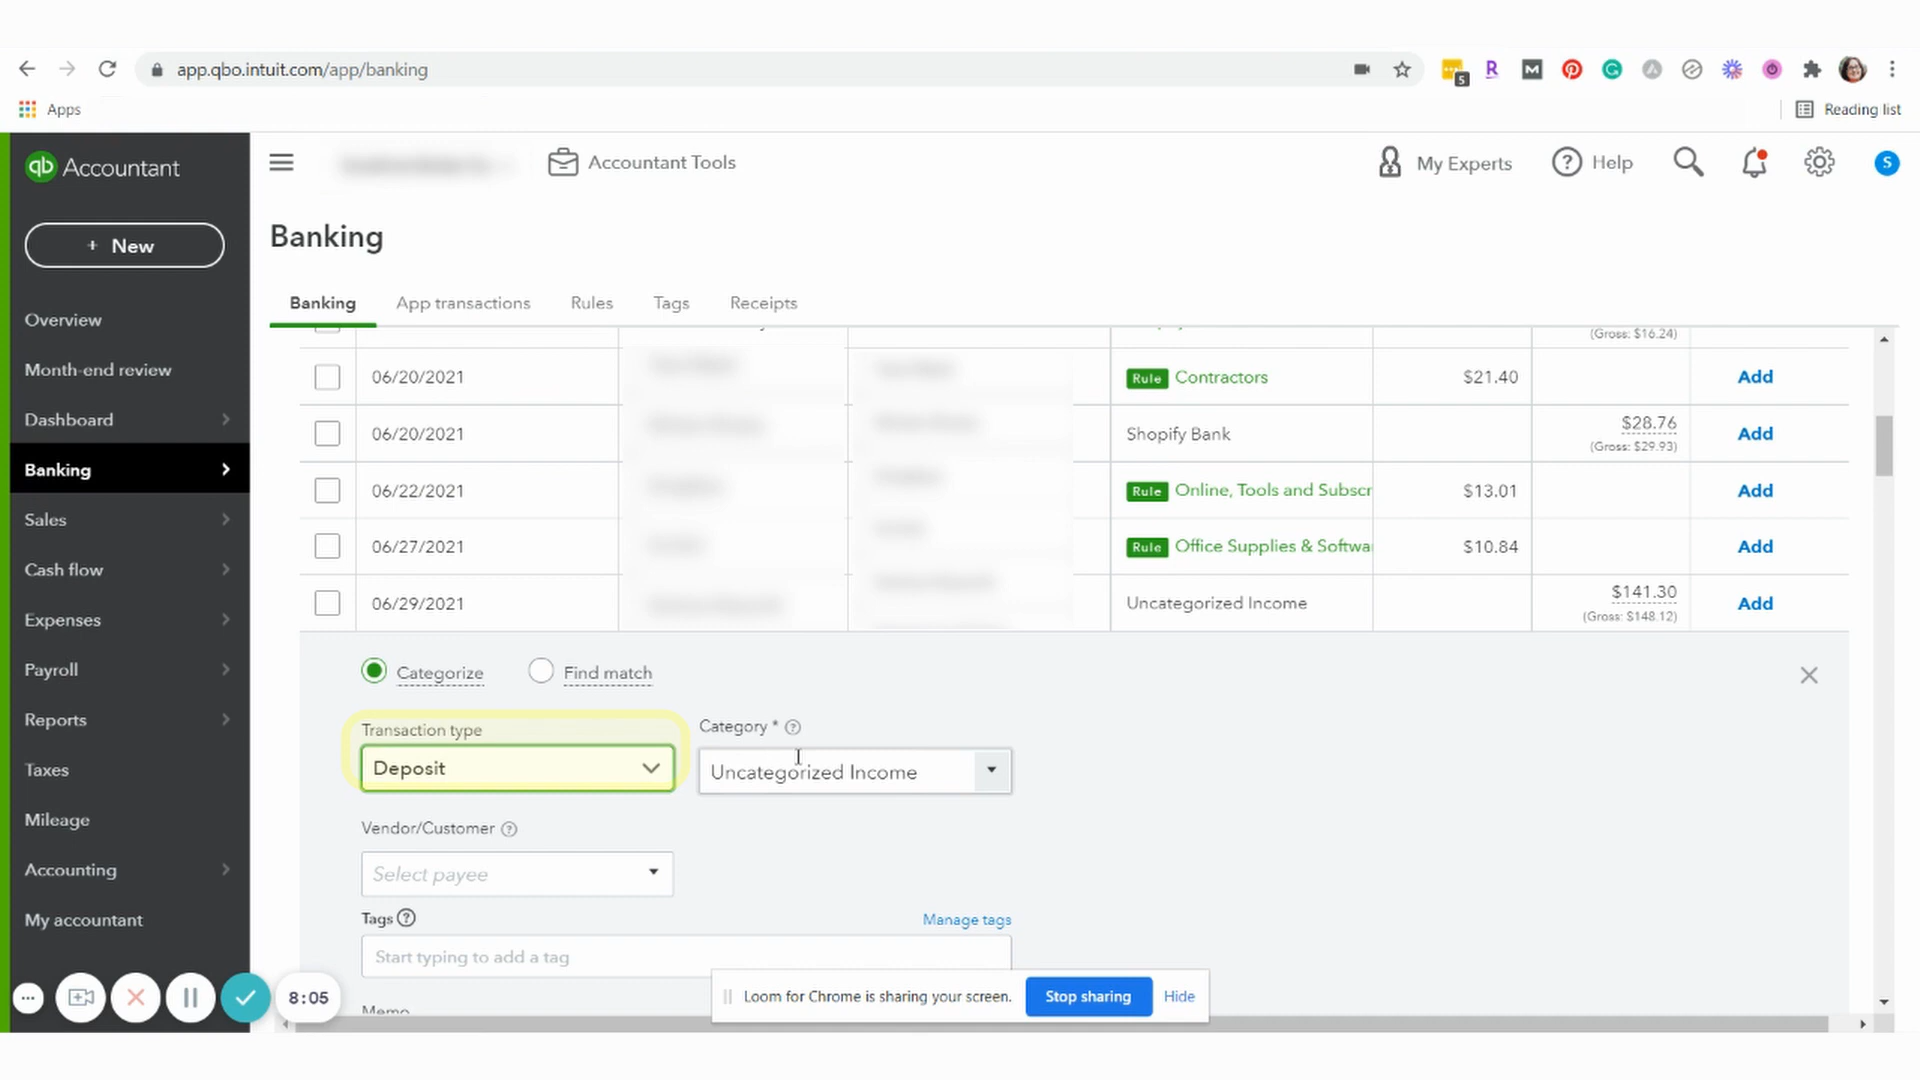 app.qbo.intuit.com/app/banking
5
R
M
Apps
Reading list
qb Accountant
Accountant Tools
My Experts
Help
S
+ New
Banking
Banking
App transactions
Rules
Tags
Receipts
Overview
Month-end review
Dashboard
Banking
Sales
Cash flow
Expenses
Payroll
Reports
Taxes
Mileage
Accounting
My accountant
(Gross: $16.24)
06/20/2021 Rule Contractors $21.40 Add
06/20/2021 Shopify Bank $28.76 Add
(Gross: $29.93)
06/22/2021 Rule Online, Tools and Subscr $13.01 Add
06/27/2021 Rule Office Supplies & Softwa $10.84 Add
06/29/2021 Uncategorized Income $141.30 Add
(Gross: $148.12)
Categorize
Find match
Transaction type
Category *
Deposit
Uncategorized Income
Vendor/Customer
Select payee
Tags
Manage tags
Start typing to add a tag
Memo
8:05
Loom for Chrome is sharing your screen.
Stop sharing
Hide